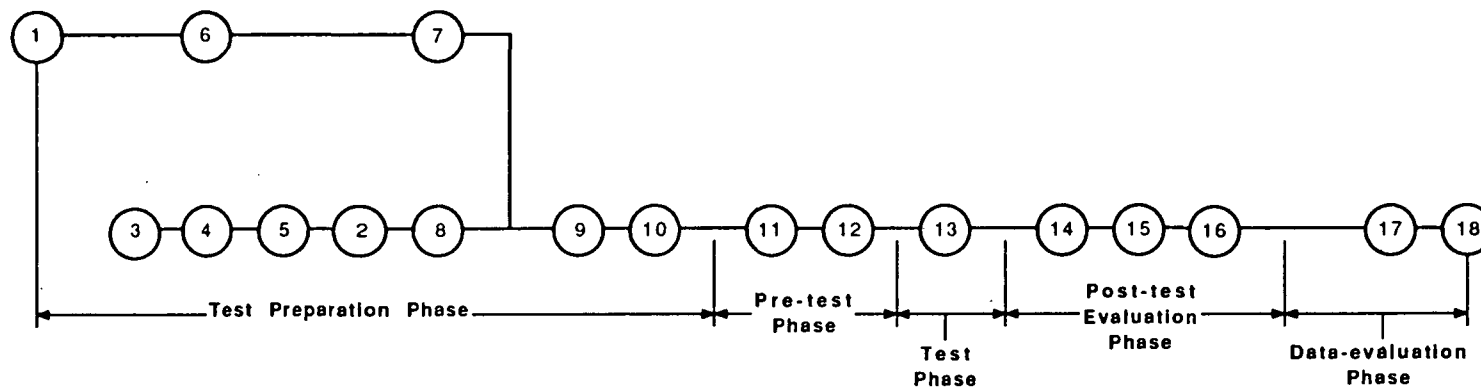 1 6 7
3 4 5 2 8 9 10 11 12 13 14 15 16 17 18
Test Preparation Phase
Pre-test
Phase
Test
Phase
Post-test
Evaluation
Phase
Data-evaluation
Phase